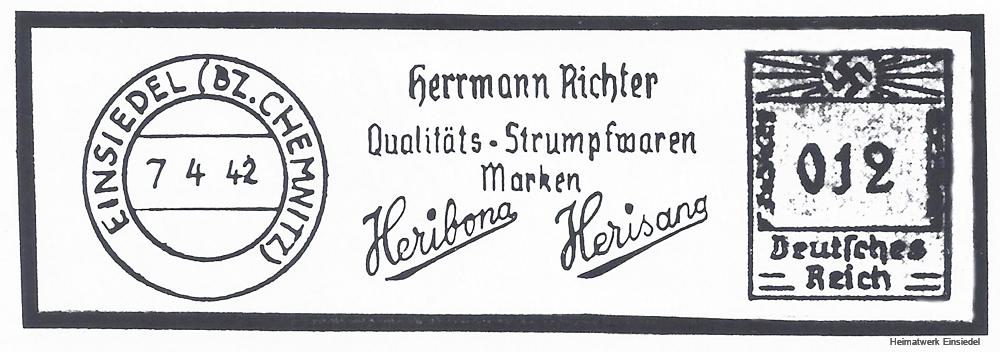 EINSIEDEL (BZ. CHEMNITZ)
7 4 42
Herrmann Richter
Qualitäts-Strumpfwaren
Marken
Heribona Herisana
012
Deutsches
Reich
Heimatwerk Einsiedel